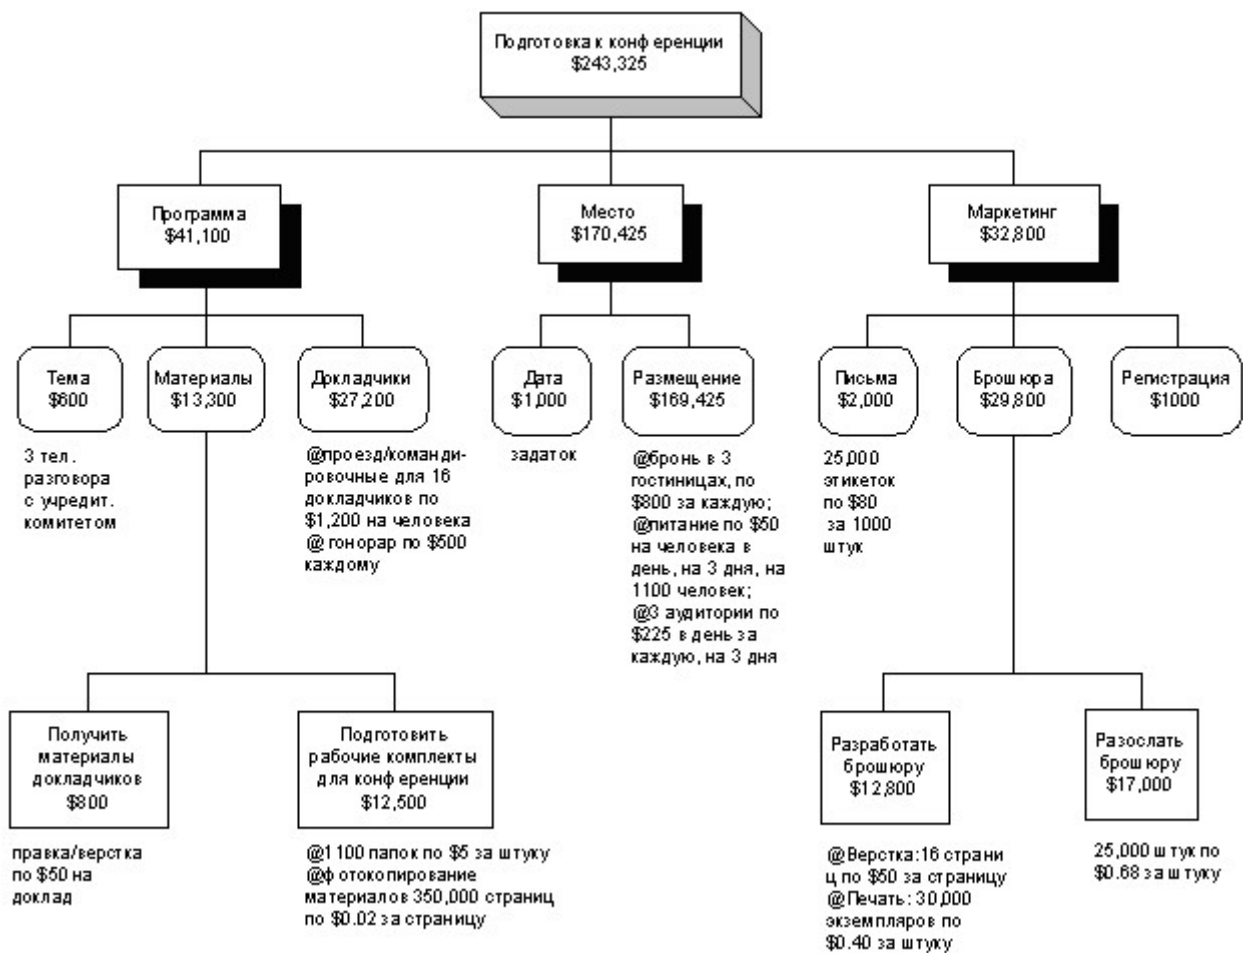 Подготовка к конференции
$243,325
Программа
$41,100
Место
$170,425
Маркетинг
$32,800
Тема
$600
Материалы
$13,300
Докладчики
$27,200
Дата
$1,000
Размещение
$169,425
Письма
$2,000
Брошюра
$29,800
Регистрация
$1000
3 тел.
разговора
с учредит.
комитетом
@проезд/команди-
ровочные для 16
докладчиков по
$1,200 на человека
@ гонорар по $500
каждому
задаток
@бронь в 3
гостиницах, по
$800 за каждую;
@питание по $50
на человека в
день, на 3 дня, на
1100 человек;
@3 аудитории по
$225 в день за
каждую, на 3 дня
25,000
этикеток
по $80
за 1000
штук
Получить
материалы
докладчиков
$800
Подготовить
рабочие комплекты
для конференции
$12,500
Разработать
брошюру
$12,800
Разослать
брошюру
$17,000
правка/верстка
по $50 на
доклад
@1100 папок по $5 за штуку
@фотокопирование
материалов 350,000 страниц
по $0.02 за страницу
@Верстка:16 страни
ц по $50 за страницу
@Печать: 30,000
экземпляров по
$0.40 за штуку
25,000 штук по
$0.68 за штуку